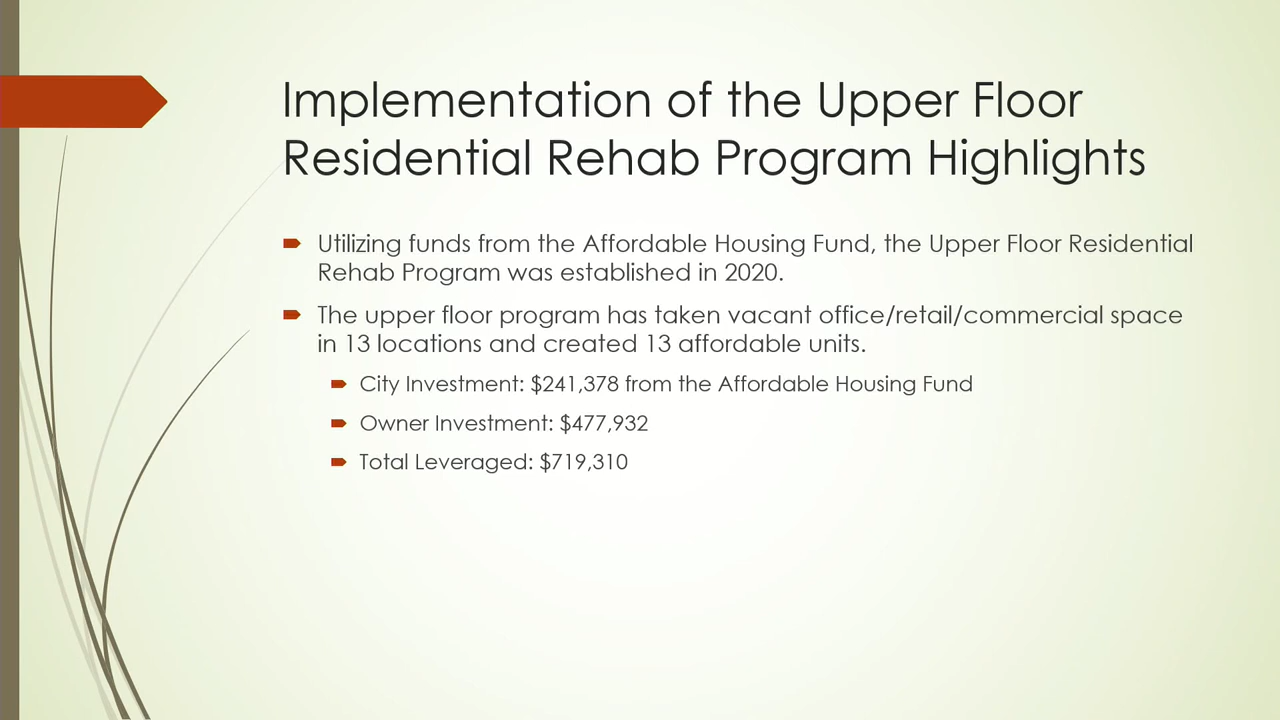 Implementation of the Upper Floor
Residential Rehab Program Highlights
Utilizing funds from the Affordable Housing Fund, the Upper Floor Residential
Rehab Program was established in 2020.
The upper floor program has taken vacant office/retail/commercial space
in 13 locations and created 13 affordable units.
City Investment: $241,378 from the Affordable Housing Fund
Owner Investment: $477,932
Total Leveraged: $719,310